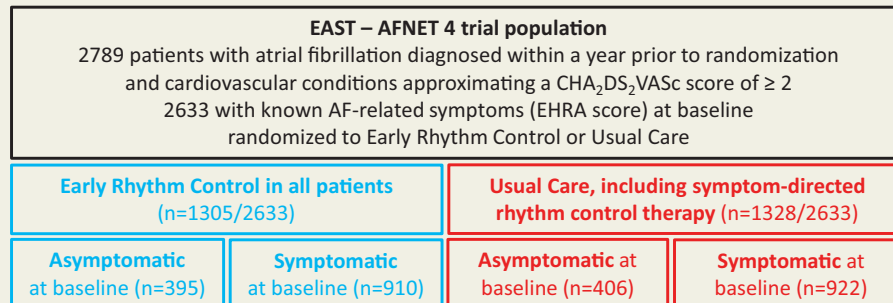 EAST – AFNET 4 trial population
2789 patients with atrial fibrillation diagnosed within a year prior to randomization
and cardiovascular conditions approximating a CHA₂DS₂VASc score of ≥ 2
2633 with known AF-related symptoms (EHRA score) at baseline
randomized to Early Rhythm Control or Usual Care
Early Rhythm Control in all patients
(n=1305/2633)
Usual Care, including symptom-directed
rhythm control therapy (n=1328/2633)
Asymptomatic
at baseline (n=395)
Symptomatic
at baseline (n=910)
Asymptomatic at
baseline (n=406)
Symptomatic at
baseline (n=922)